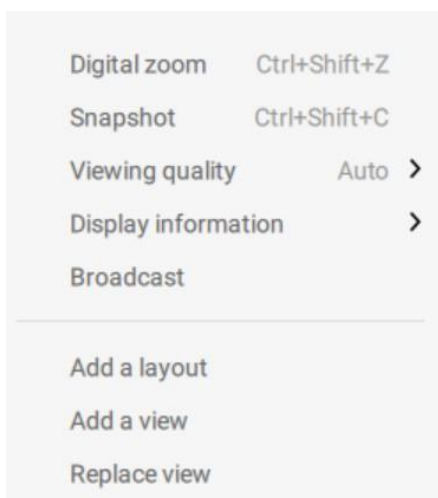 Digital zoom Ctrl+Shift+Z
Snapshot Ctrl+Shift+C
Viewing quality Auto
Display information
Broadcast
Add a layout
Add a view
Replace view